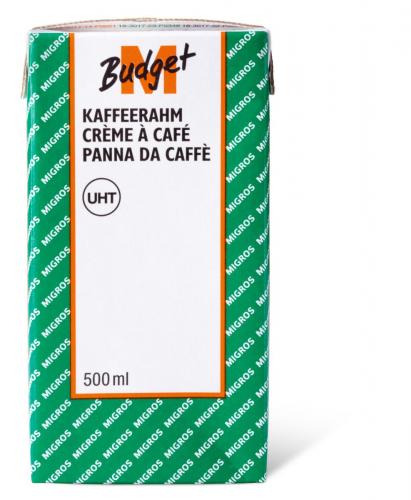 M
Budget
KAFFEERAHM
CRÈME À CAFÉ
PANNA DA CAFFÈ
UHT
500 ml
MIGROS